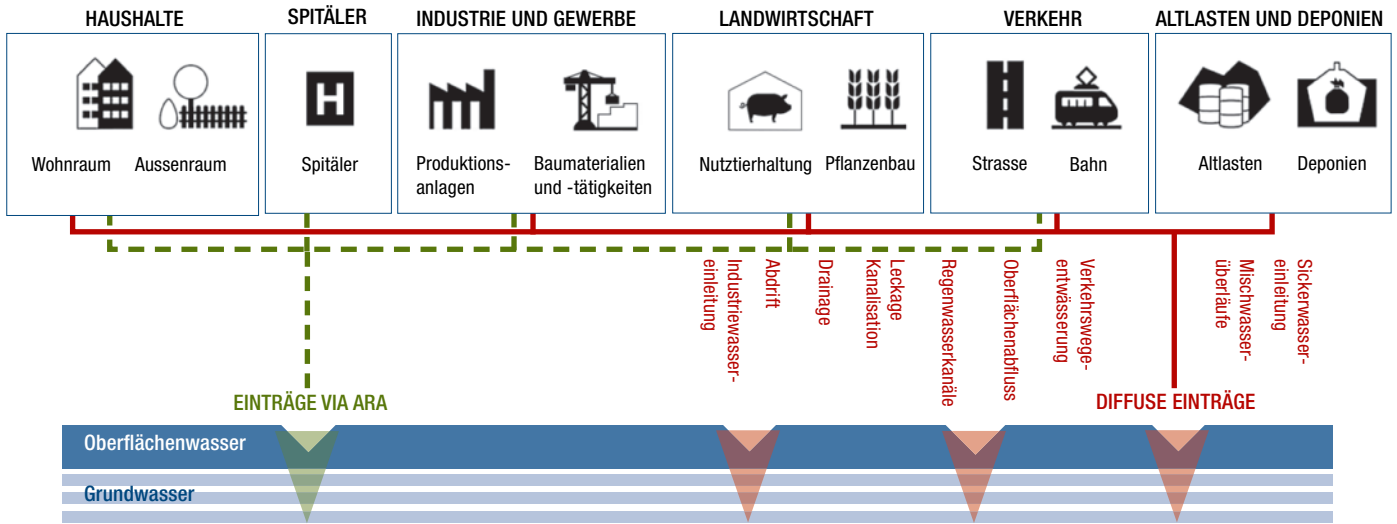 HAUSHALTE
SPITÄLER
INDUSTRIE UND GEWERBE
LANDWIRTSCHAFT
VERKEHR
ALTLASTEN UND DEPONIEN
Wohnraum
Aussenraum
H
Spitäler
Produktions-
anlagen
Baumaterialien
und -tätigkeiten
Nutztierhaltung
Pflanzenbau
Strasse
Bahn
Altlasten
Deponien
Industriewasser-
einleitung
Abdrift
Drainage
Leckage
Kanalisation
Regenwasserkanäle
Oberflächenabfluss
Verkehrswege-
entwässerung
Mischwasser-
überläufe
Sickerwasser-
einleitung
EINTRÄGE VIA ARA
DIFFUSE EINTRÄGE
Oberflächenwasser
Grundwasser